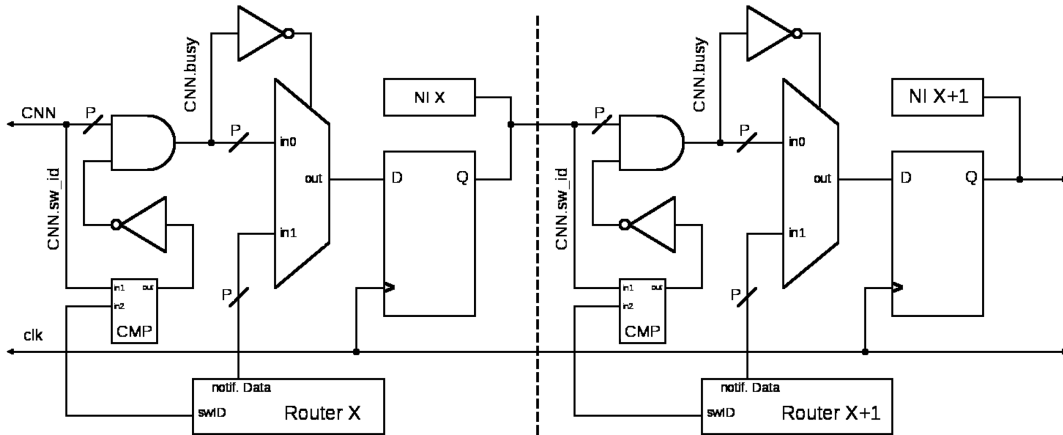 CNN.busy
CNN.busy
NI X
NI X+1
CNN
P
P
P
P
in0
in0
D
Q
D
Q
out
out
CNN.sw_id
CNN.sw_id
in1
in1
in1
out
in1
out
P
P
in2
in2
CMP
CMP
clk
notif. Data
notif. Data
swID
Router X
swID
Router X+1